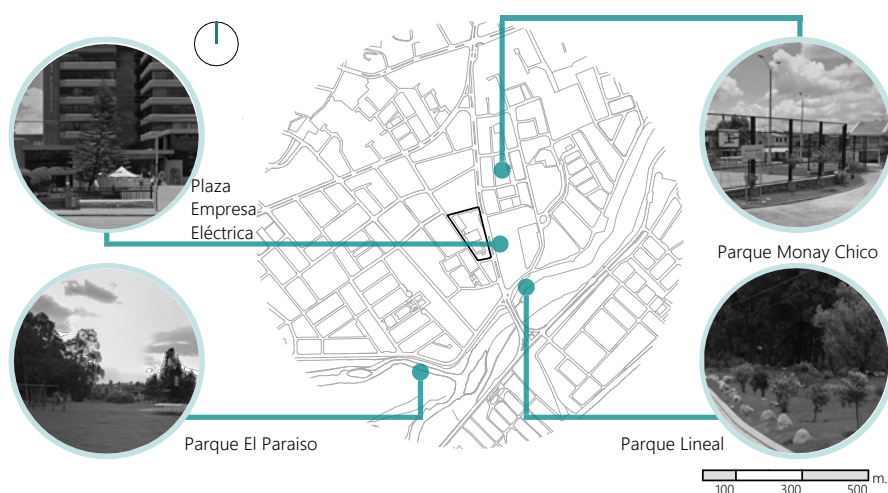 Plaza
Empresa
Eléctrica
Parque Monay Chico
Parque El Paraiso
Parque Lineal
m.
100 300 500